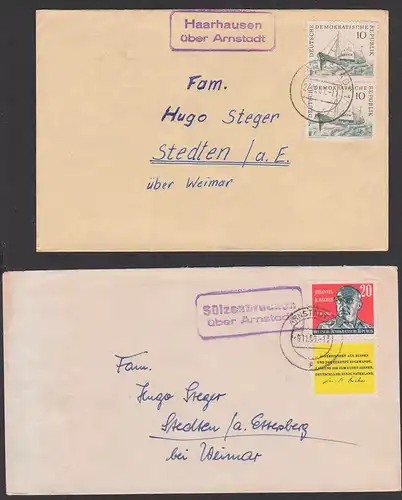 Haarhausen
über Arnstadt
10
DEUTSCHE DEMOKRATISCHE REPUBLIK
10
DEUTSCHE DEMOKRATISCHE REPUBLIK
Fam.
Hugo Steger
Stedten /a. E.
über Weimar
Sülzenbrücken
über Arnstadt
20
JOHANNES
R. BECHER
DEUTSCHE DEMOKRATISCHE REPUBLIK
ARNSTADT
Fam.
Hugo Steger
Stedten /a. Ettersberg
bei Weimar